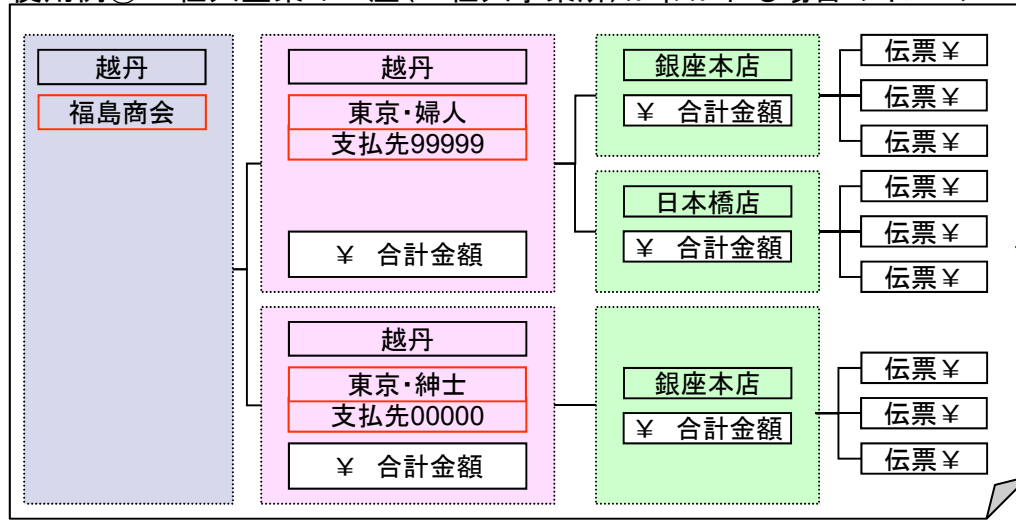 越丹
福島商会
越丹
東京・婦人
支払先99999
¥ 合計金額
越丹
東京・紳士
支払先00000
¥ 合計金額
銀座本店
¥ 合計金額
日本橋店
¥ 合計金額
銀座本店
¥ 合計金額
伝票¥
伝票¥
伝票¥
伝票¥
伝票¥
伝票¥
伝票¥
伝票¥
伝票¥